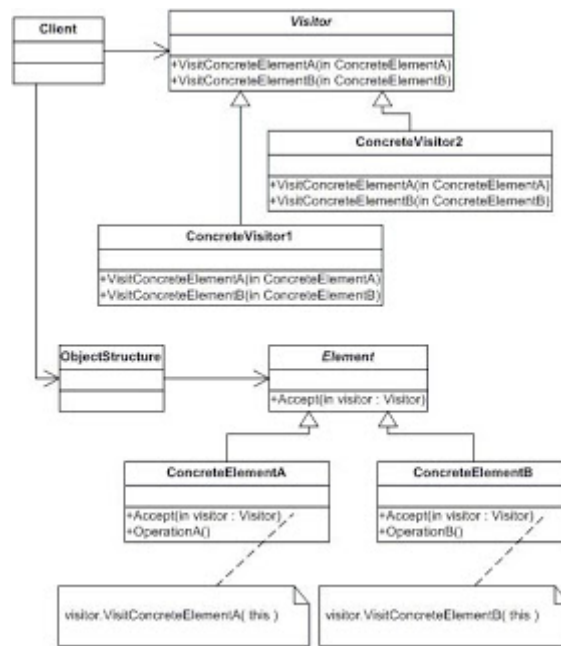 Client
Visitor
+VisitConcreteElementA(in ConcreteElementA)
+VisitConcreteElementB(in ConcreteElementB)
ConcreteVisitor2
+VisitConcreteElementA(in ConcreteElementA)
+VisitConcreteElementB(in ConcreteElementB)
ConcreteVisitor1
+VisitConcreteElementA(in ConcreteElementA)
+VisitConcreteElementB(in ConcreteElementB)
ObjectStructure
Element
+Accept(in visitor : Visitor)
ConcreteElementA
+Accept(in visitor : Visitor)
+OperationA()
ConcreteElementB
+Accept(in visitor : Visitor)
+OperationB()
visitor.VisitConcreteElementA( this )
visitor.VisitConcreteElementB( this )